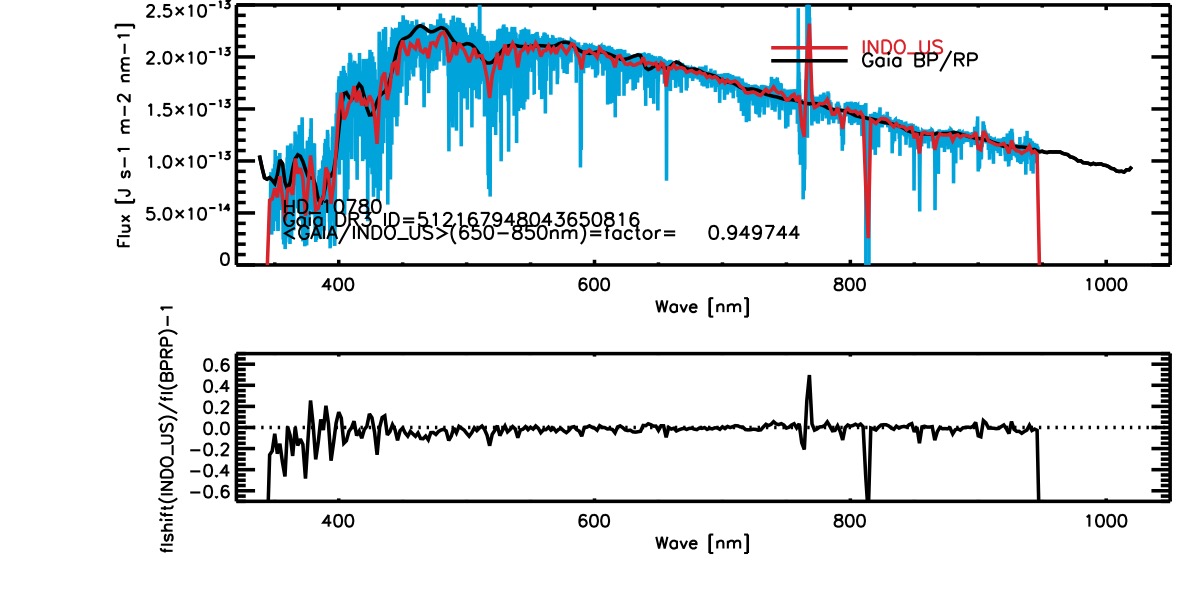 2.5×10−13
2.0×10−13
1.5×10−13
1.0×10−13
5.0×10−14
0
Flux [J s−1 m−2 nm−1]
INDO_US
Gaia BP/RP
HD_10780
Gaia DR3 ID=512167948043650816
<GAIA/INDO_US>(650−850nm)=factor= 0.949744
400 600 800 1000
Wave [nm]
flshift(INDO_US)/fl(BPRP)−1
0.6
0.4
0.2
0.0
−0.2
−0.4
−0.6
400 600 800 1000
Wave [nm]